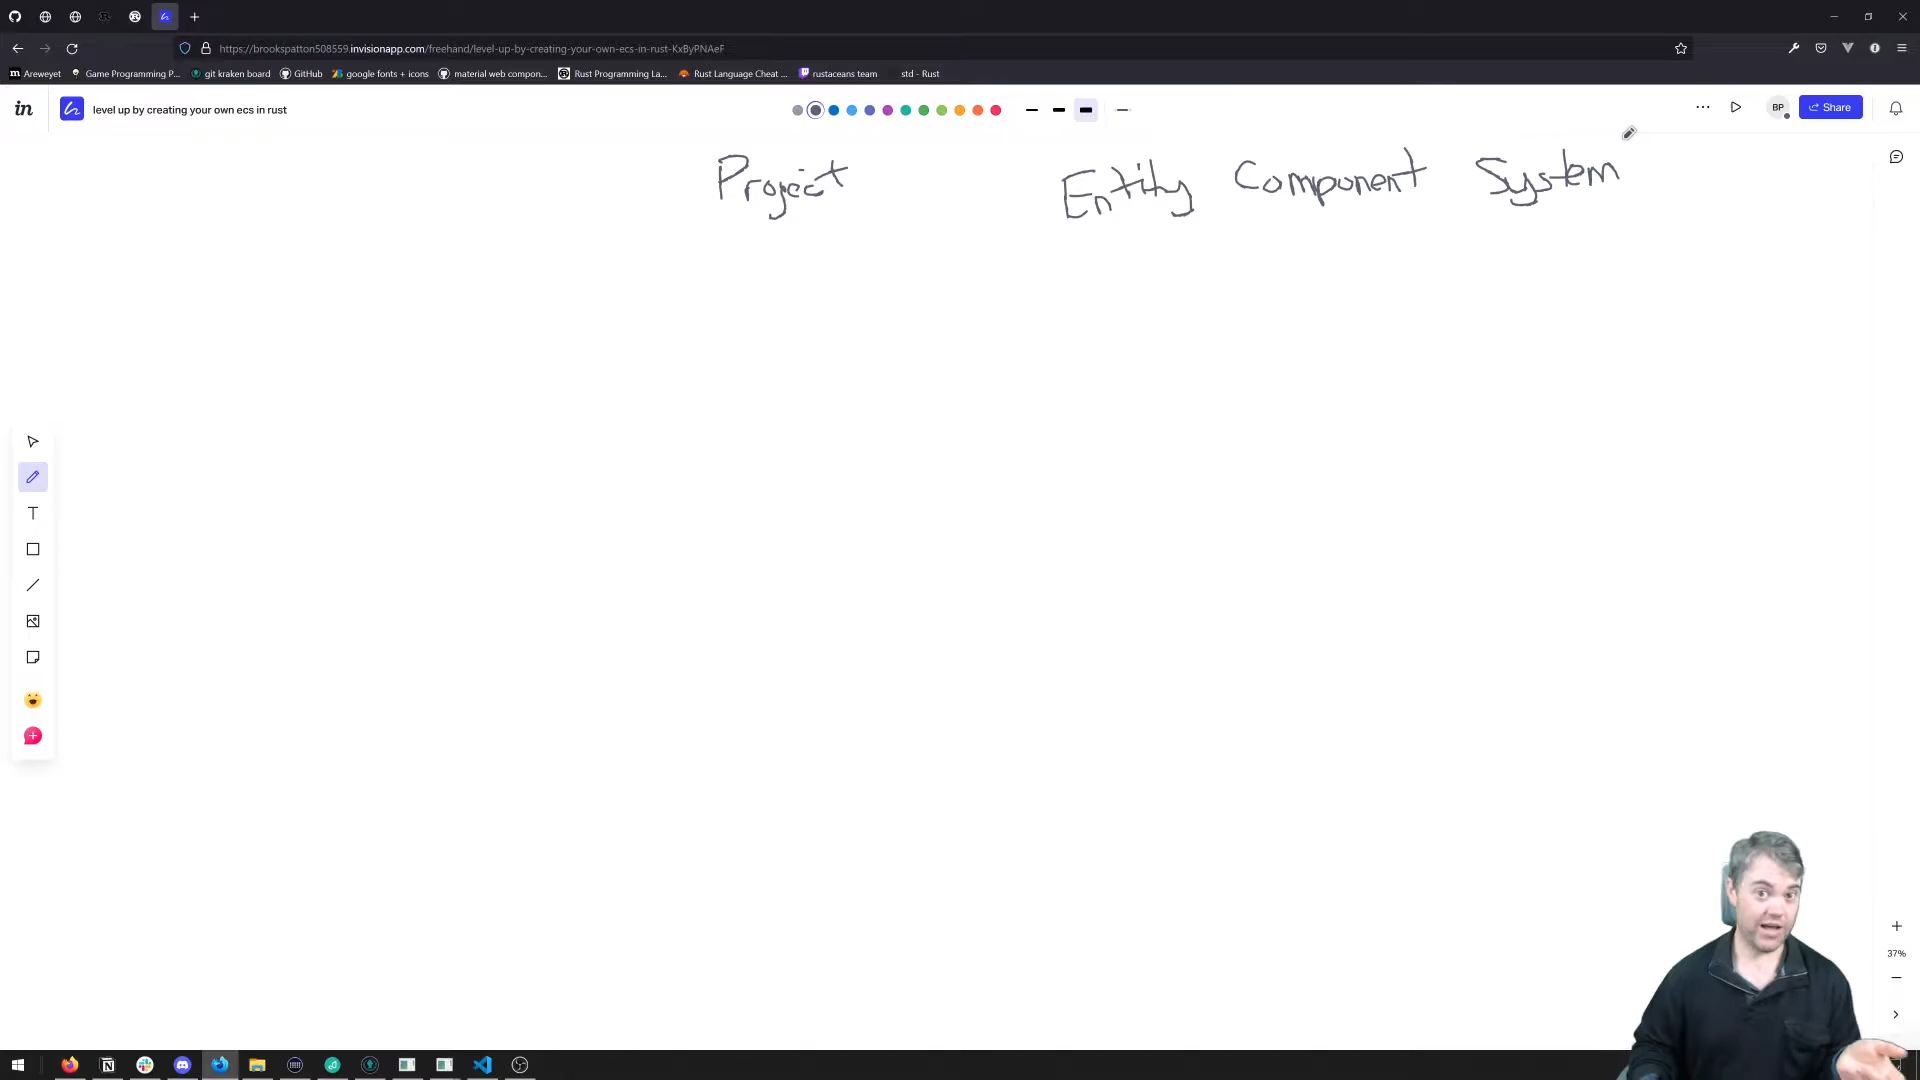 https://brookspatton508559.invisionapp.com/freehand/level-up-by-creating-your-own-ecs-in-rust-KxByPNAeF
Areweyet Game Programming P... git kraken board GitHub google fonts + icons material web compon... Rust Programming La... Rust Language Cheat ... rustaceans team std - Rust
in level up by creating your own ecs in rust BP Share
Project Entity Component System
T
37%